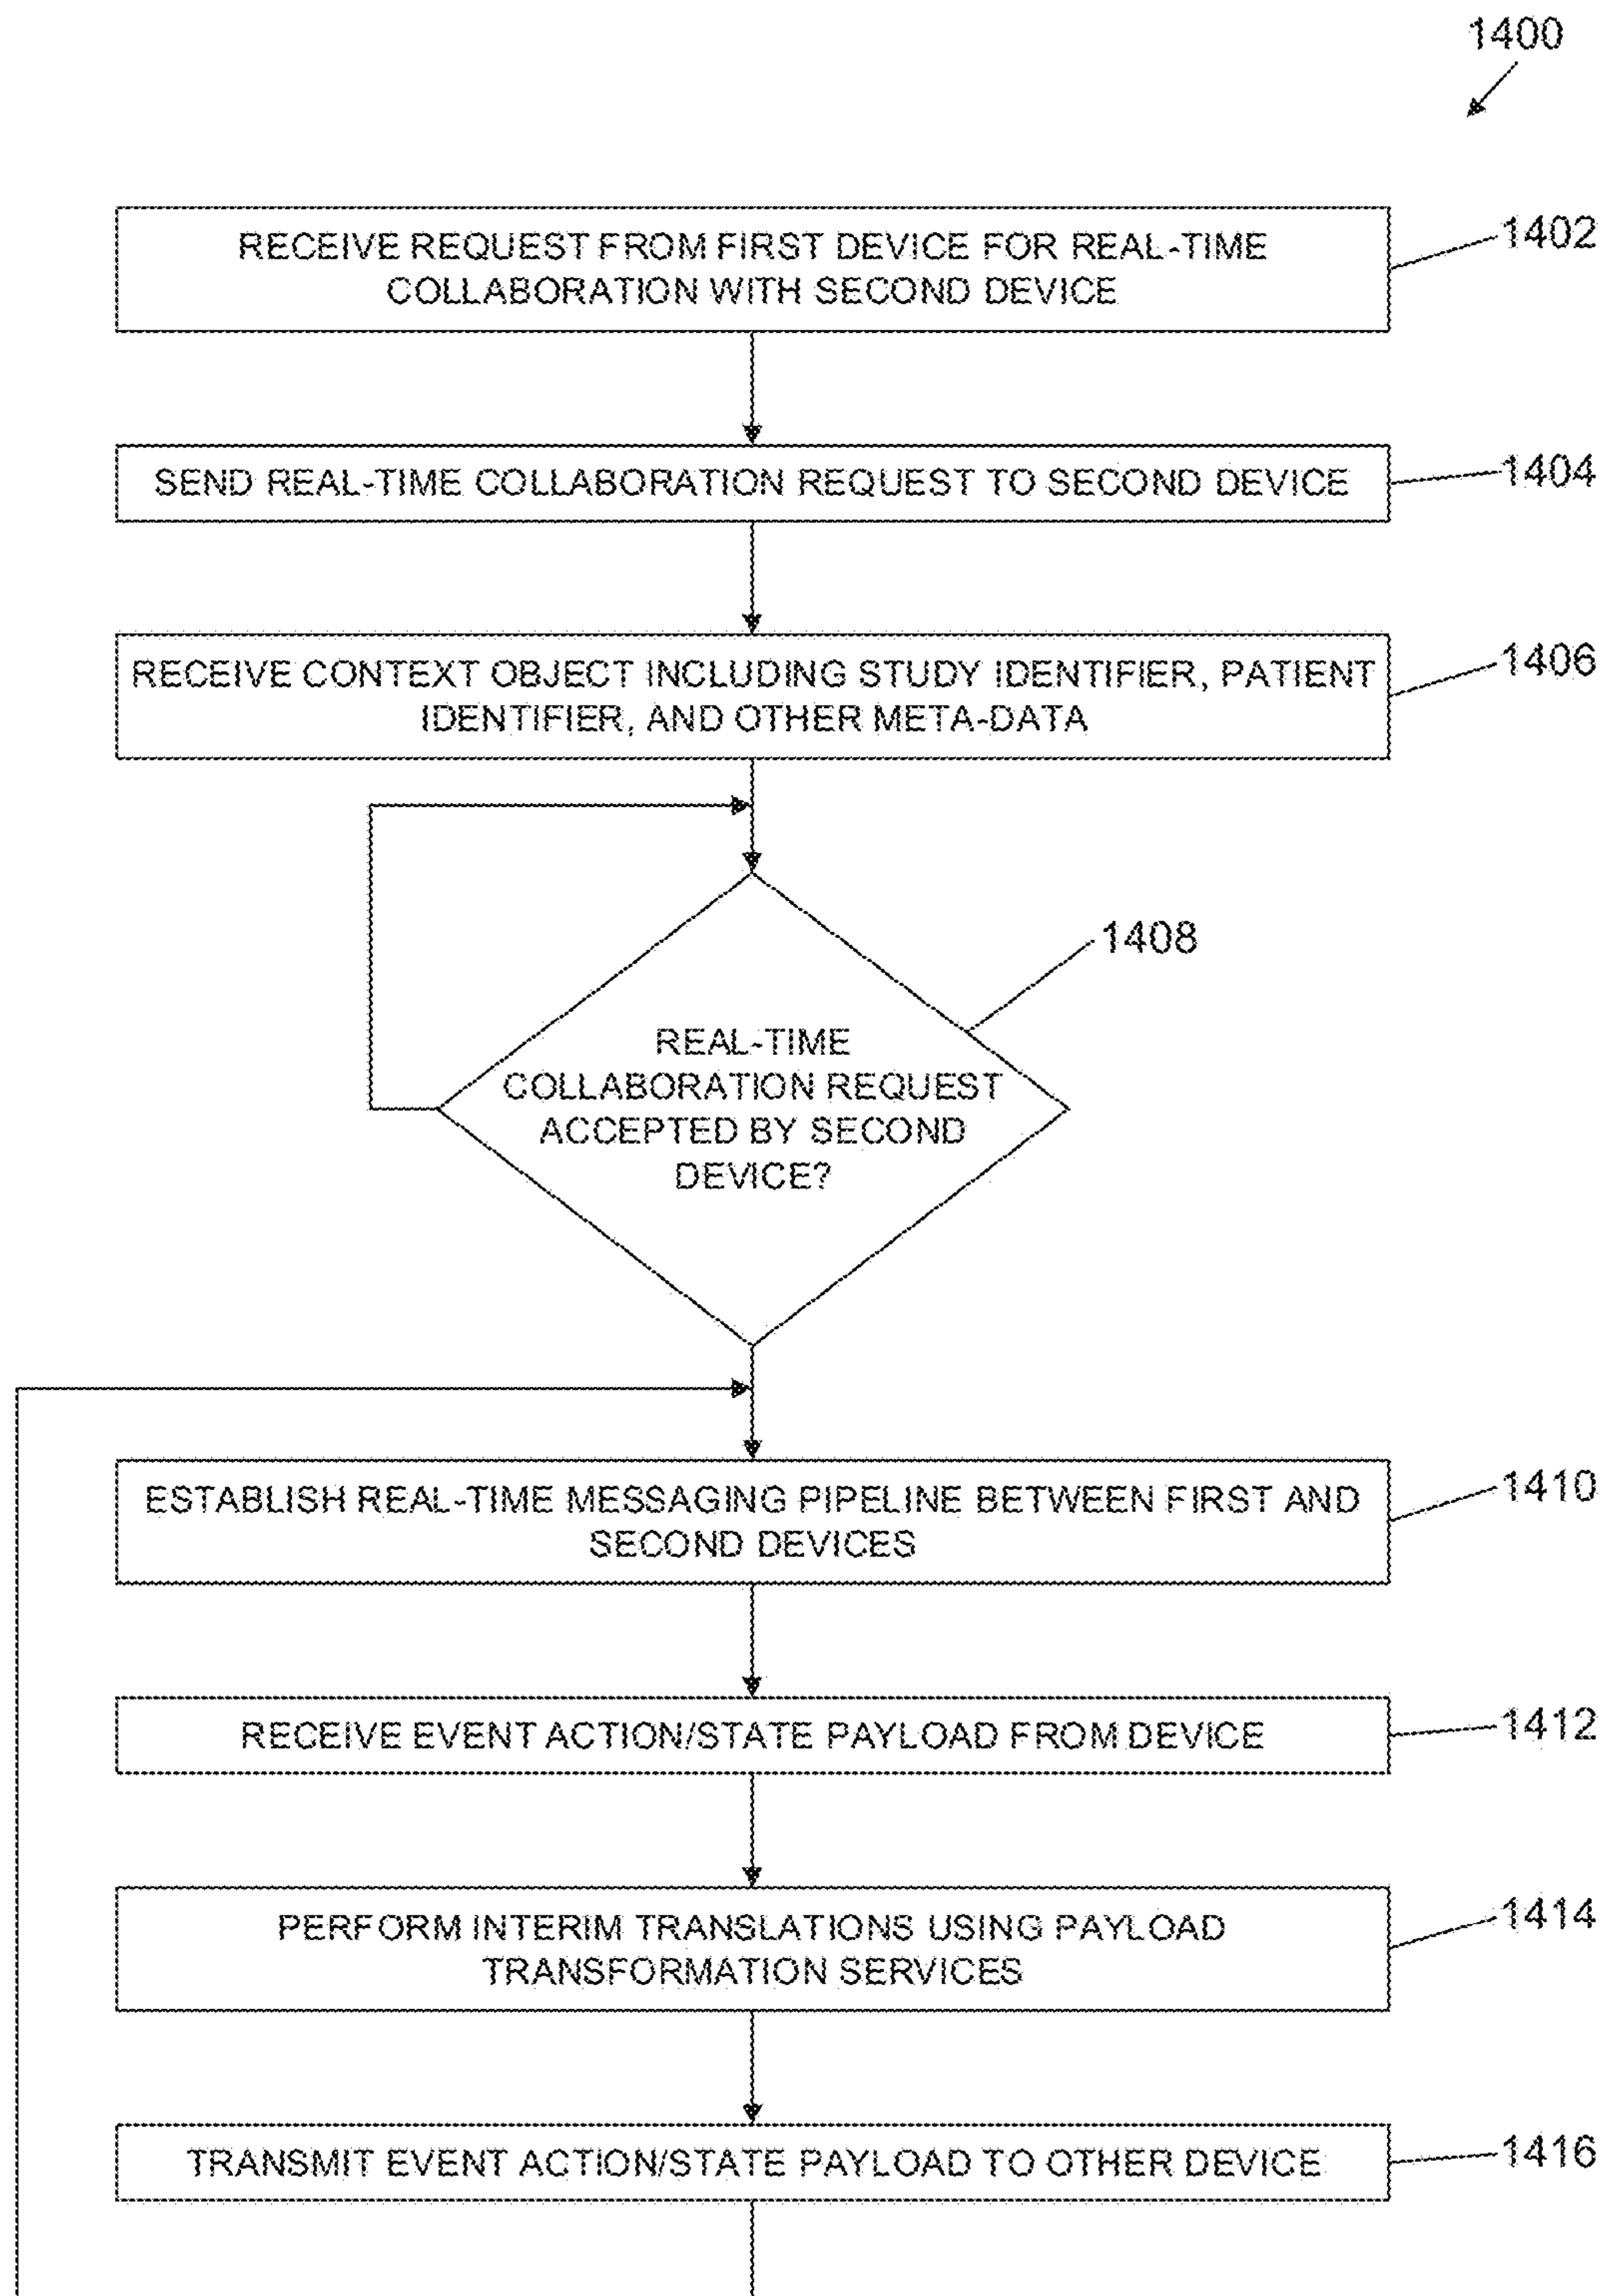 1400
RECEIVE REQUEST FROM FIRST DEVICE FOR REAL-TIME
COLLABORATION WITH SECOND DEVICE
1402
SEND REAL-TIME COLLABORATION REQUEST TO SECOND DEVICE
1404
RECEIVE CONTEXT OBJECT INCLUDING STUDY IDENTIFIER, PATIENT
IDENTIFIER, AND OTHER META-DATA
1406
1408
REAL-TIME
COLLABORATION REQUEST
ACCEPTED BY SECOND
DEVICE?
ESTABLISH REAL-TIME MESSAGING PIPELINE BETWEEN FIRST AND
SECOND DEVICES
1410
RECEIVE EVENT ACTION/STATE PAYLOAD FROM DEVICE
1412
PERFORM INTERIM TRANSLATIONS USING PAYLOAD
TRANSFORMATION SERVICES
1414
TRANSMIT EVENT ACTION/STATE PAYLOAD TO OTHER DEVICE
1416